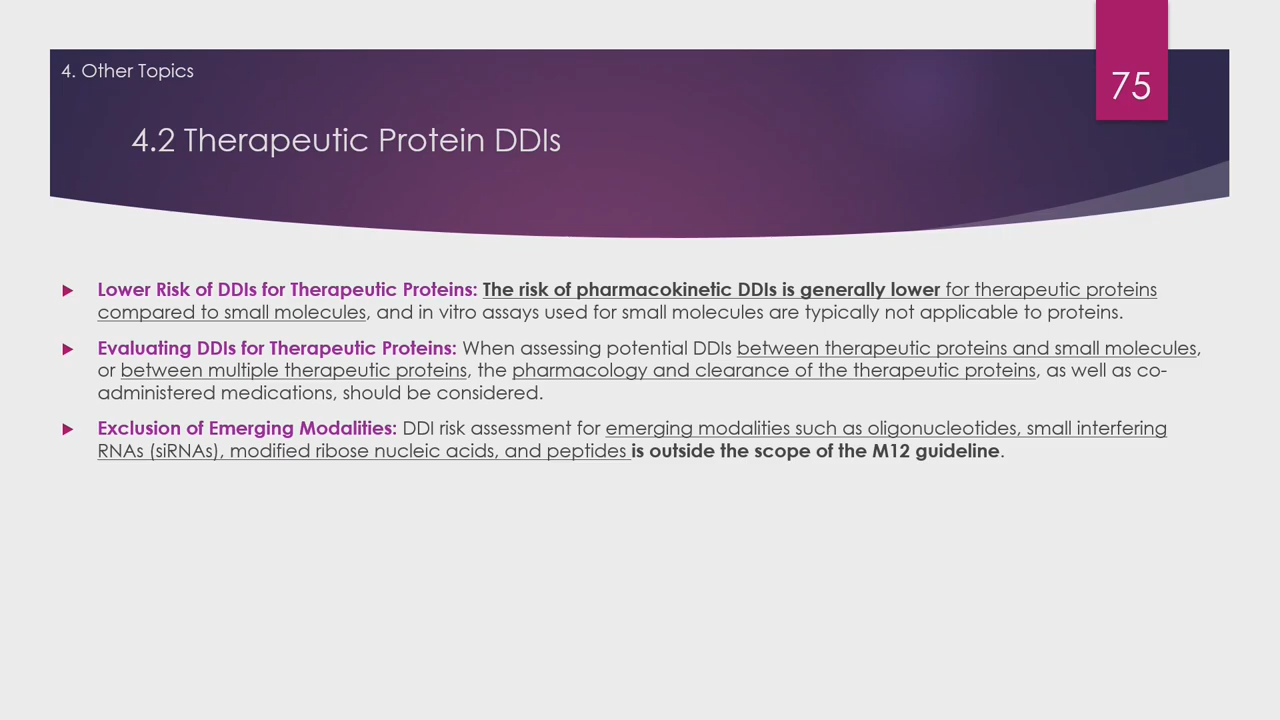 4. Other Topics
75
4.2 Therapeutic Protein DDIs
Lower Risk of DDIs for Therapeutic Proteins: The risk of pharmacokinetic DDIs is generally lower for therapeutic proteins
compared to small molecules, and in vitro assays used for small molecules are typically not applicable to proteins.
Evaluating DDIs for Therapeutic Proteins: When assessing potential DDIs between therapeutic proteins and small molecules,
or between multiple therapeutic proteins, the pharmacology and clearance of the therapeutic proteins, as well as co-
administered medications, should be considered.
Exclusion of Emerging Modalities: DDI risk assessment for emerging modalities such as oligonucleotides, small interfering
RNAs (siRNAs), modified ribose nucleic acids, and peptides is outside the scope of the M12 guideline.